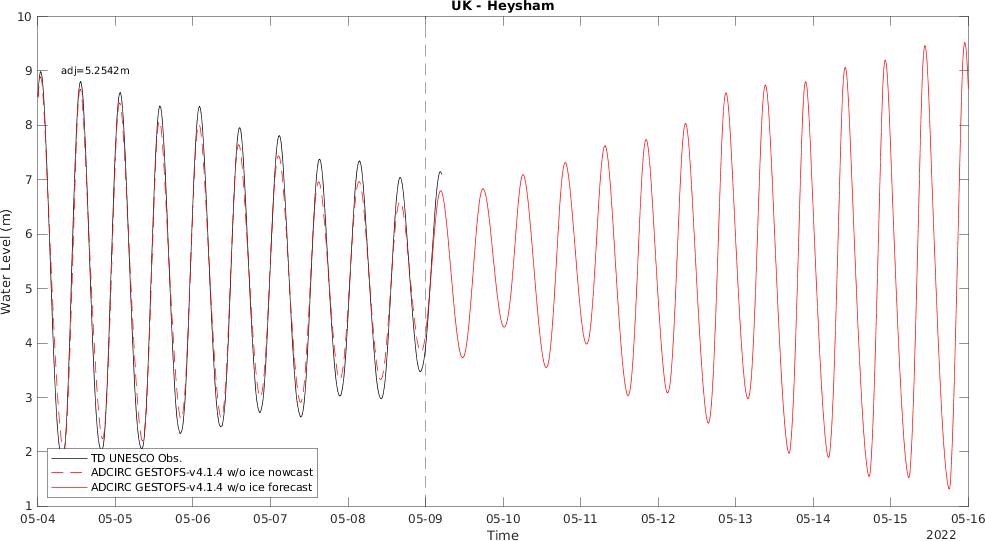 UK - Heysham
10
9
8
7
6
5
4
3
2
1
Water Level (m)
adj=5.2542m
TD UNESCO Obs.
ADCIRC GESTOFS-v4.1.4 w/o ice nowcast
ADCIRC GESTOFS-v4.1.4 w/o ice forecast
05-04 05-05 05-06 05-07 05-08 05-09 05-10 05-11 05-12 05-13 05-14 05-15 05-16
Time
2022